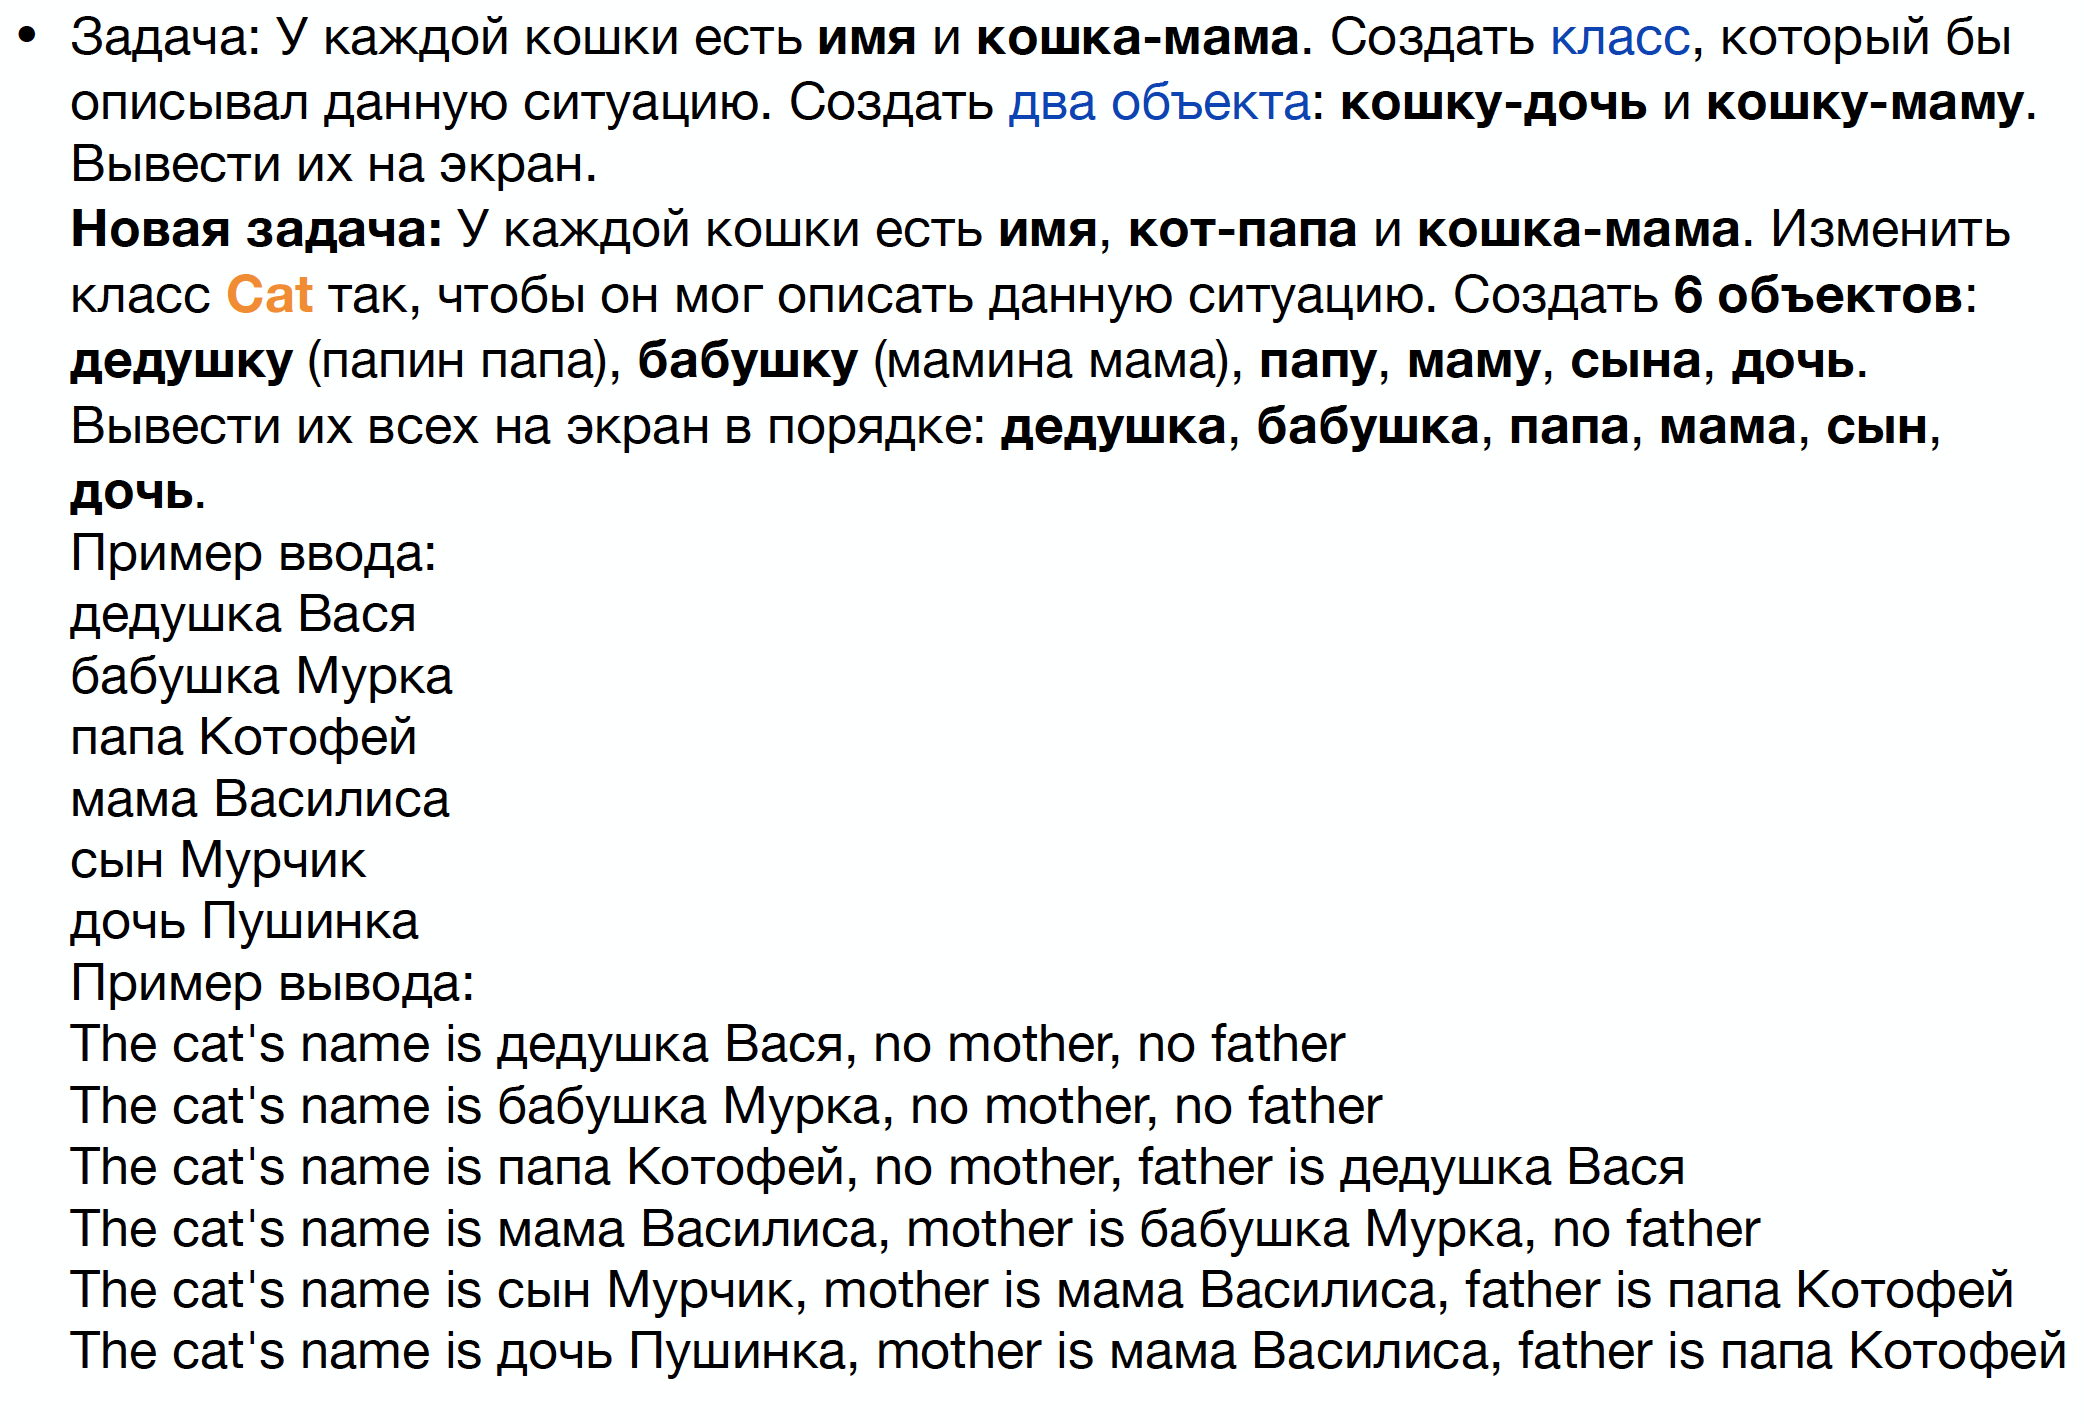 • Задача: У каждой кошки есть имя и кошка-мама. Создать класс, который бы
описывал данную ситуацию. Создать два объекта: кошку-дочь и кошку-маму.
Вывести их на экран.
Новая задача: У каждой кошки есть имя, кот-папа и кошка-мама. Изменить
класс Cat так, чтобы он мог описать данную ситуацию. Создать 6 объектов:
дедушку (папин папа), бабушку (мамина мама), папу, маму, сына, дочь.
Вывести их всех на экран в порядке: дедушка, бабушка, папа, мама, сын,
дочь.
Пример ввода:
дедушка Вася
бабушка Мурка
папа Котофей
мама Василиса
сын Мурчик
дочь Пушинка
Пример вывода:
The cat's name is дедушка Вася, no mother, no father
The cat's name is бабушка Мурка, no mother, no father
The cat's name is папа Котофей, no mother, father is дедушка Вася
The cat's name is мама Василиса, mother is бабушка Мурка, no father
The cat's name is сын Мурчик, mother is мама Василиса, father is папа Котофей
The cat's name is дочь Пушинка, mother is мама Василиса, father is папа Котофей